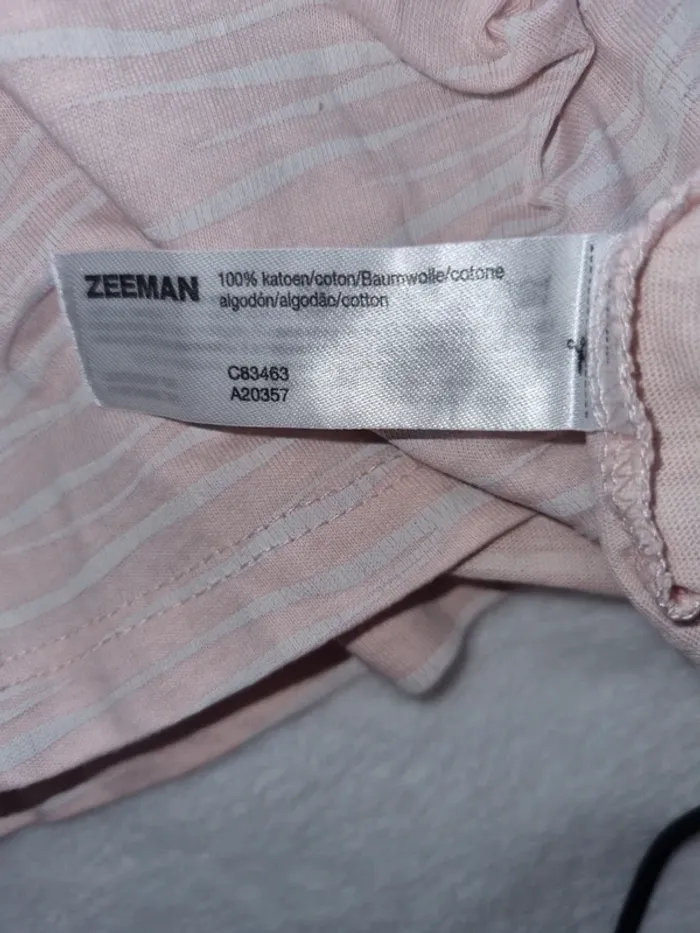 ZEEMAN
100% katoen/coton/Baumwolle/cotone
algodón/algodão/cotton
C83463
A20357